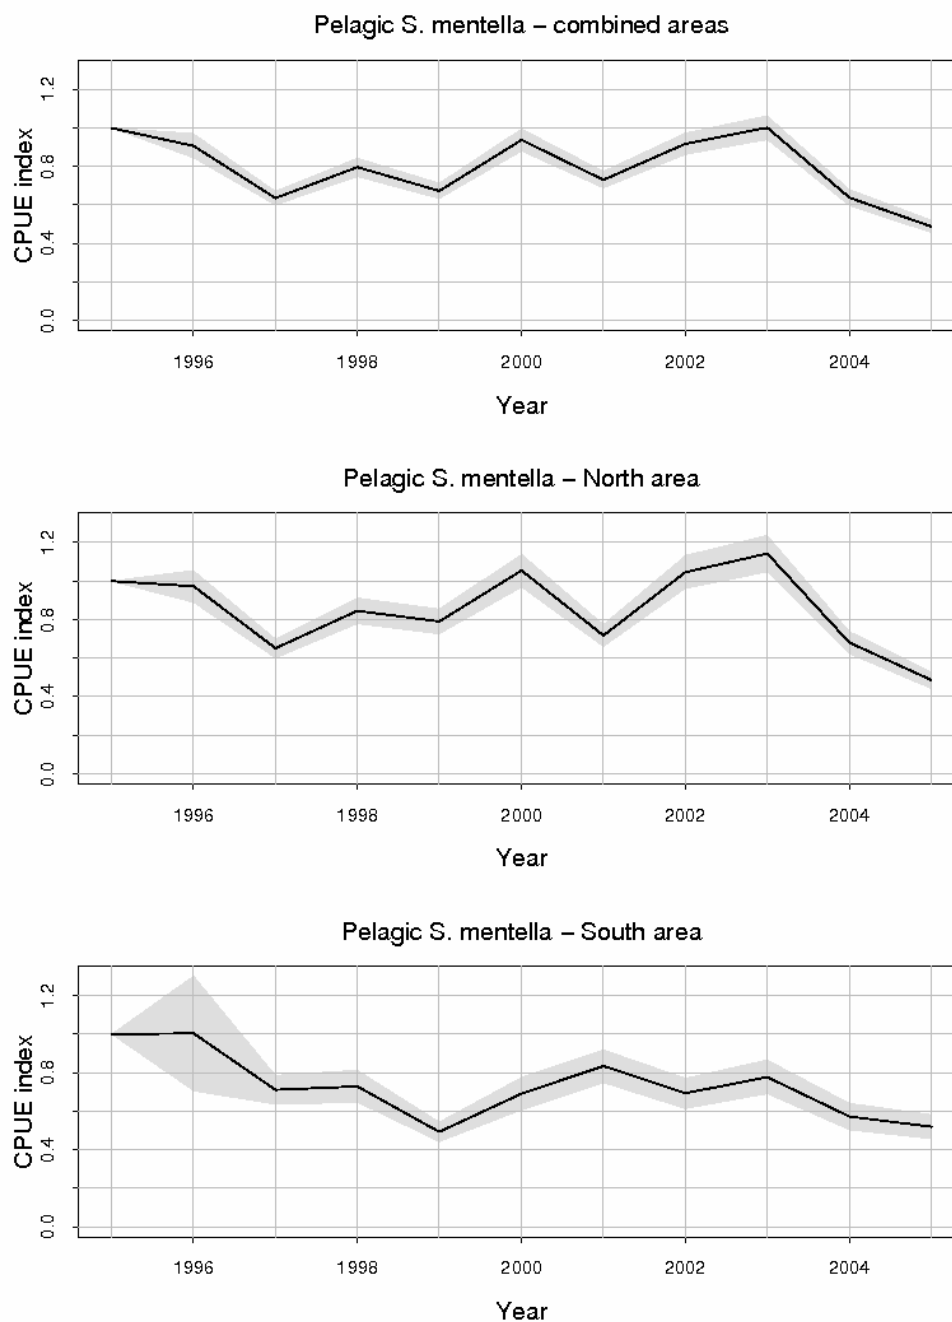 Pelagic S. mentella – combined areas
CPUE index
0.0 0.4 0.8 1.2
1996 1998 2000 2002 2004
Year
Pelagic S. mentella – North area
CPUE index
0.0 0.4 0.8 1.2
1996 1998 2000 2002 2004
Year
Pelagic S. mentella – South area
CPUE index
0.0 0.4 0.8 1.2
1996 1998 2000 2002 2004
Year